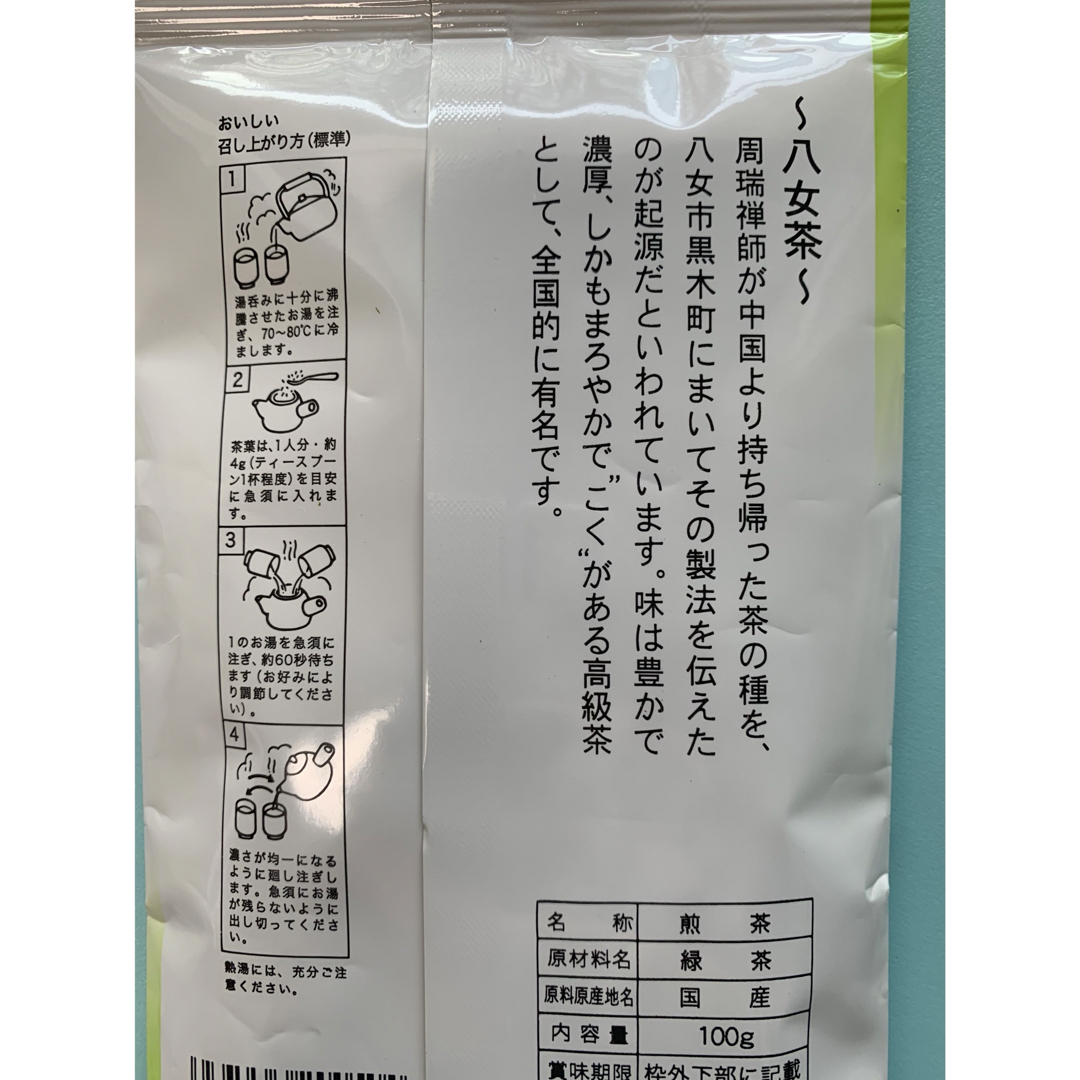 ～八女茶～
周瑞禅師が中国より持ち帰った茶の種を、
八女市黒木町にまいてその製法を伝えた
のが起源だといわれています。味は豊かで
濃厚、しかもまろやかで”こく“がある高級茶
として、全国的に有名です。
おいしい
召し上がり方(標準)
1
湯呑みに十分に沸
騰させたお湯を注
ぎ、70～80℃に冷
まします。
2
茶葉は、1人分・約
4g(ティースプー
ン1杯程度)を目安
に急須に入れま
す。
3
1のお湯を急須に
注ぎ、約60秒待ち
ます(お好みによ
り調節してくださ
い)。
4
濃さが均一になる
ように廻し注ぎし
ます。急須にお湯
が残らないように
出し切ってくださ
い。
熱湯には、充分ご注
意ください。
名称 煎茶
原材料名 緑茶
原料原産地名 国産
内容量 100g
賞味期限 枠外下部に記載